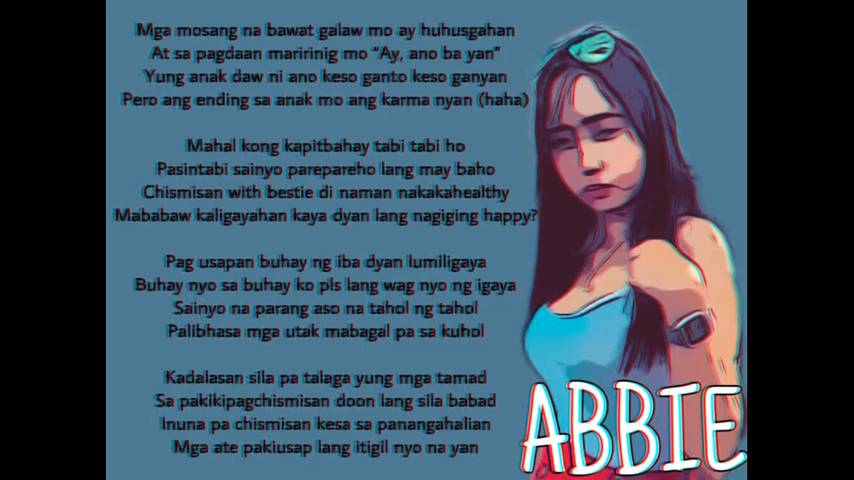 Mga mosang na bawat galaw mo ay huhusgahan
At sa pagdaan maririnig mo “Ay, ano ba yan”
Yung anak daw ni ano keso ganto keso ganyan
Pero ang ending sa anak mo ang karma nyan (haha)
Mahal kong kapitbahay tabi tabi ho
Pasintabi sainyo parepareho lang may baho
Chismisan with bestie di naman nakakahealthy
Mababaw kaligayahan kaya dyan lang nagiging happy?
Pag usapan buhay ng iba dyan lumiligaya
Buhay nyo sa buhay ko pls lang wag nyo ng igaya
Sainyo na parang aso na tahol ng tahol
Palibhasa mga utak mabagal pa sa kuhol
Kadalasan sila pa talaga yung mga tamad
Sa pakikipagchismisan doon lang sila babad
Inuna pa chismisan kesa sa panangahalian
Mga ate pakiusap lang itigil nyo na yan
ABBIE